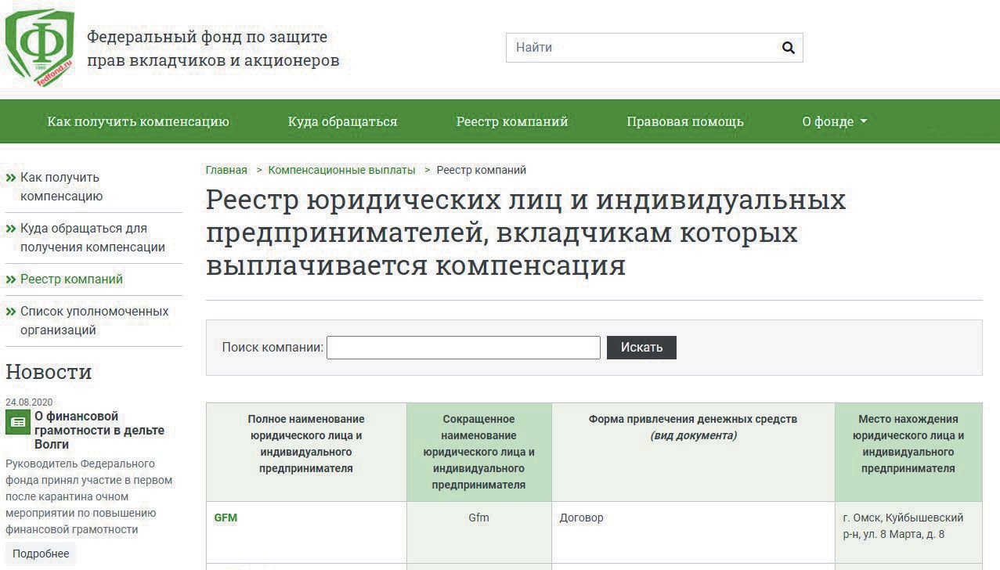 Ф
1995
fedfond.ru
Федеральный фонд по защите
прав вкладчиков и акционеров
Найти
Как получить компенсацию
Куда обращаться
Реестр компаний
Правовая помощь
О фонде
Как получить
компенсацию
Куда обращаться для
получения компенсации
Реестр компаний
Список уполномоченных
организаций
Новости
24.08.2020
О финансовой
грамотности в дельте
Волги
Руководитель Федерального
фонда принял участие в первом
после карантина очном
мероприятии по повышению
финансовой грамотности
Подробнее
Главная > Компенсационные выплаты > Реестр компаний
Реестр юридических лиц и индивидуальных
предпринимателей, вкладчикам которых
выплачивается компенсация
Поиск компании:
Искать
Полное наименование
юридического лица и
индивидуального
предпринимателя
Сокращенное
наименование
юридического лица и
индивидуального
предпринимателя
Форма привлечения денежных средств
(вид документа)
Место нахождения
юридического лица и
индивидуального
предпринимателя
GFM
Gfm
Договор
г. Омск, Куйбышевский
р-н, ул. 8 Марта, д. 8